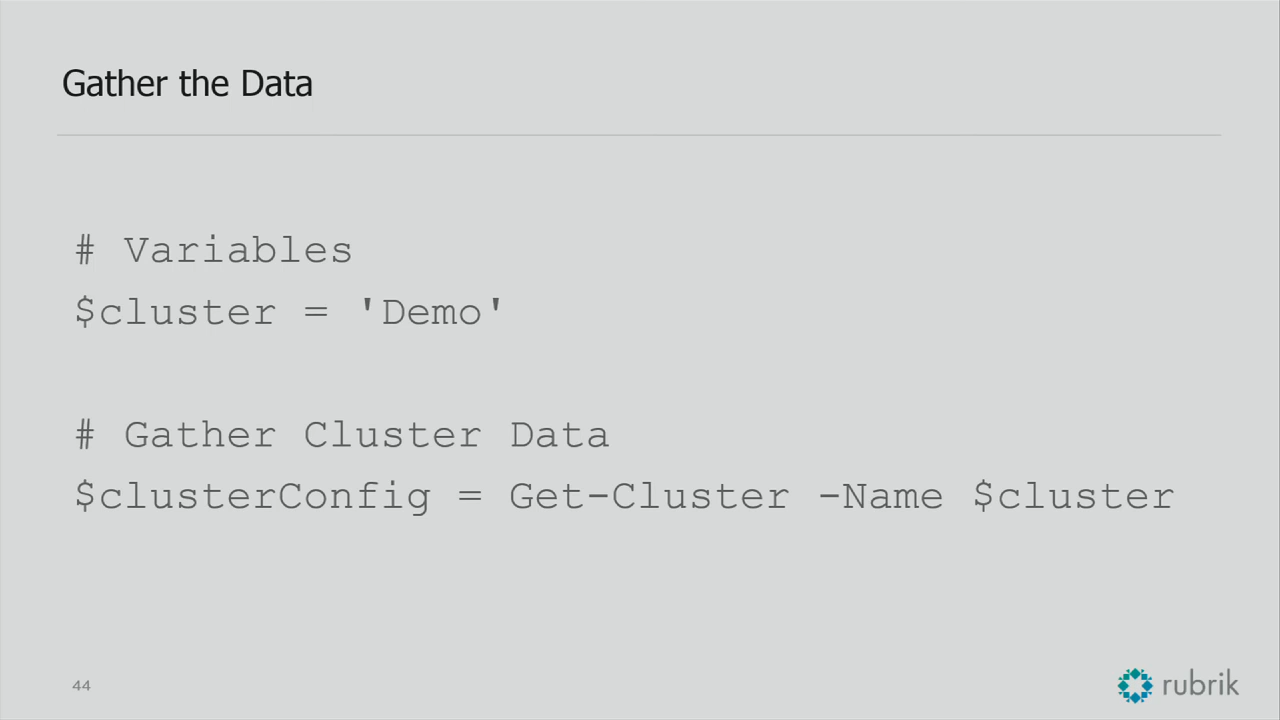 Gather the Data
# Variables
$cluster = 'Demo'
# Gather Cluster Data
$clusterConfig = Get-Cluster -Name $cluster
44
rubrik